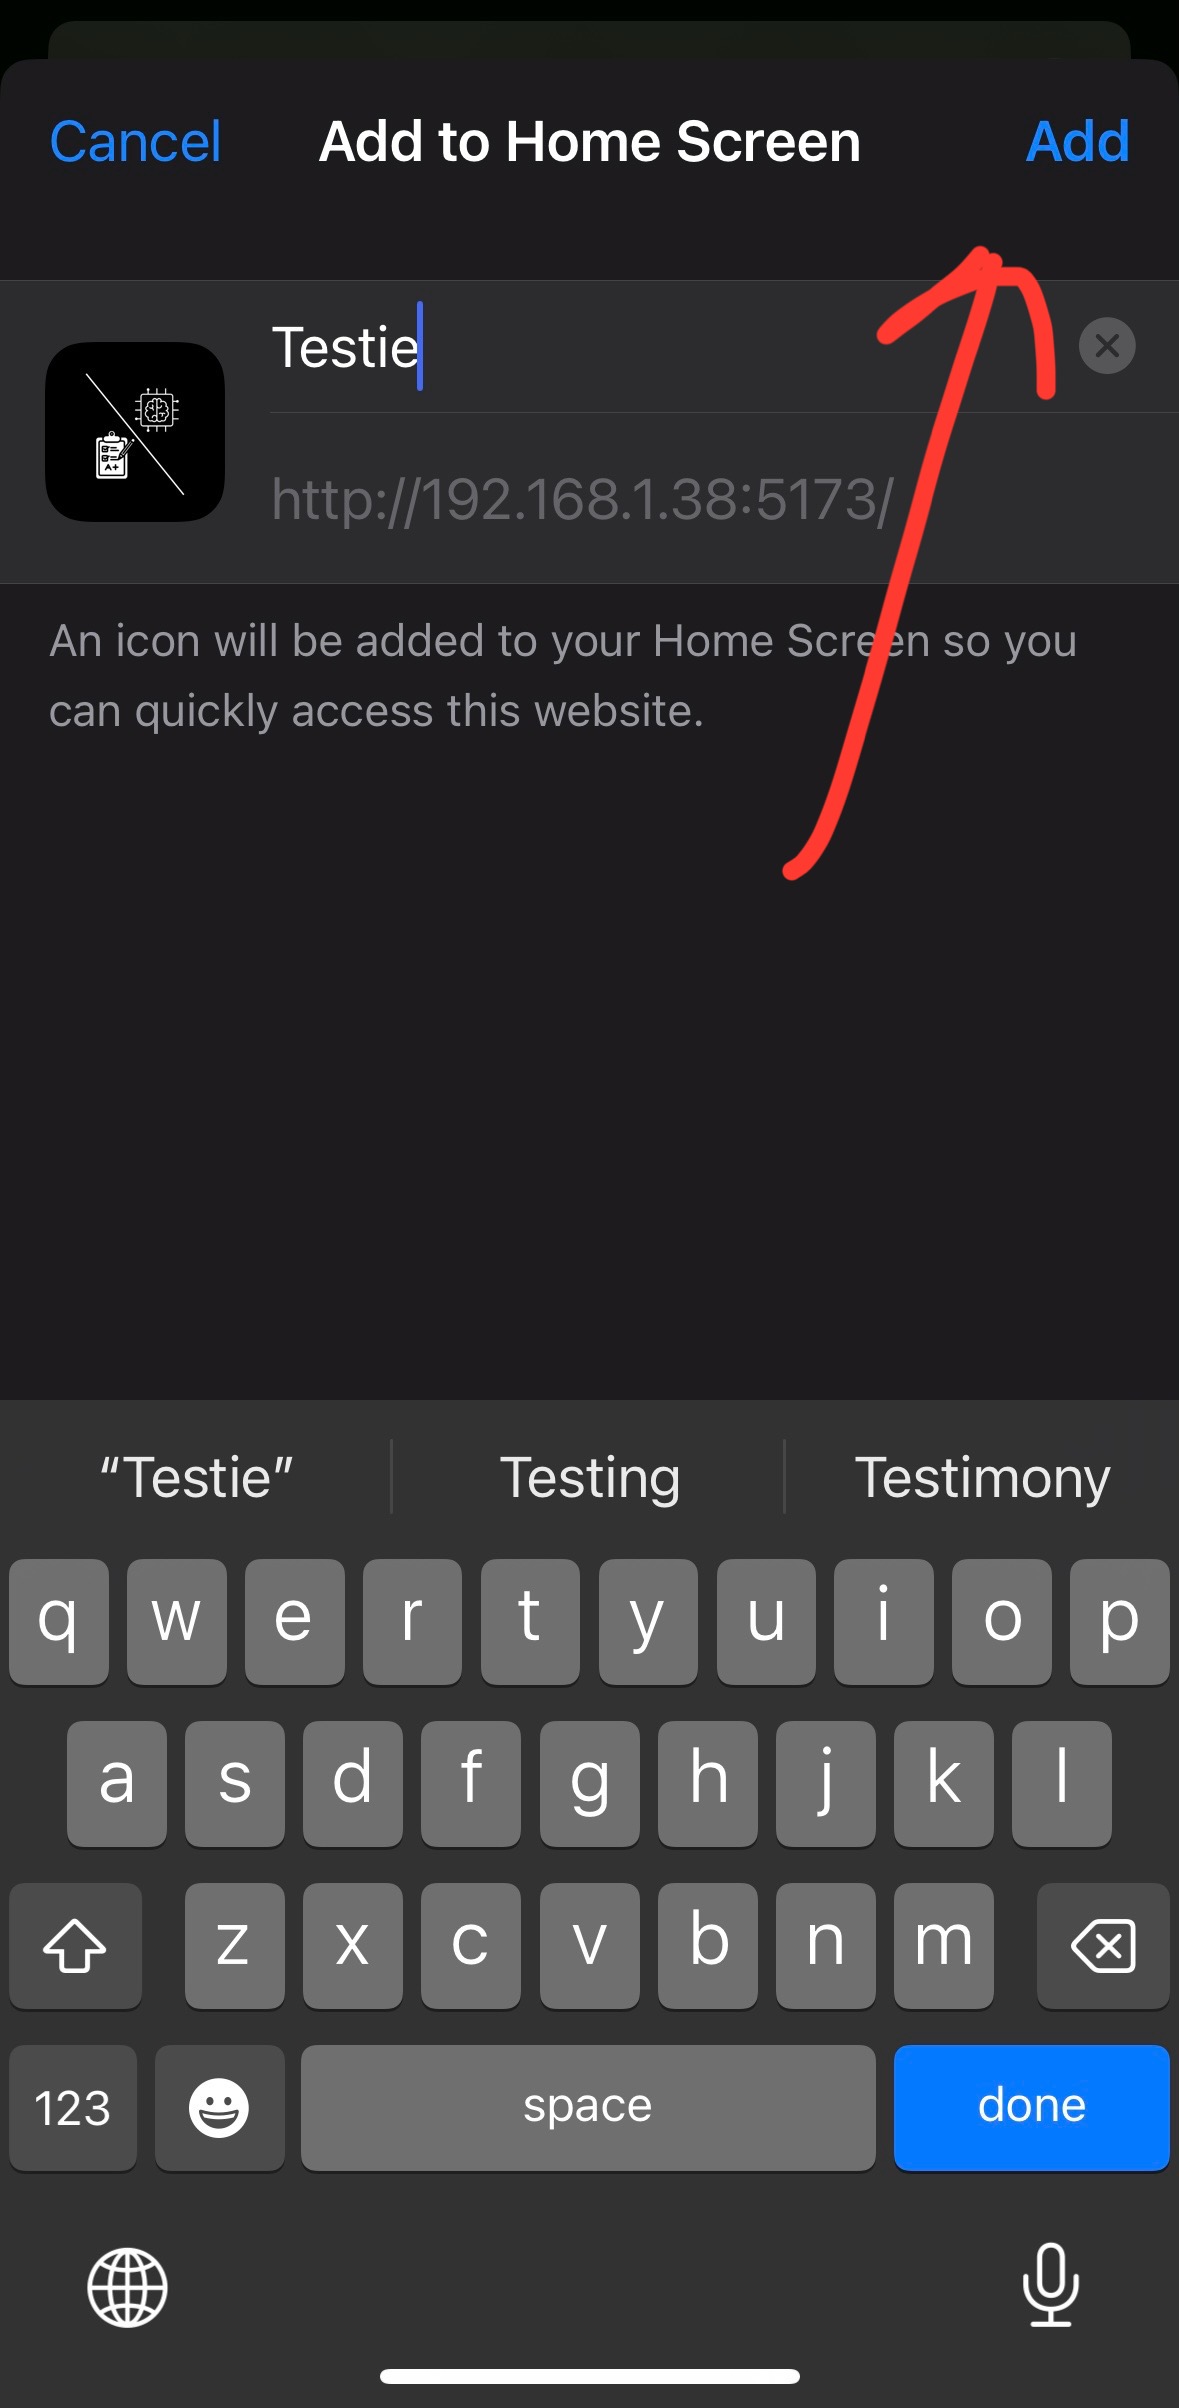 Cancel Add to Home Screen Add
Testie
http://192.168.1.38:5173/
A+
An icon will be added to your Home Screen so you
can quickly access this website.
“Testie” Testing Testimony
q w e r t y u i o p
a s d f g h j k l
z x c v b n m
123 space done